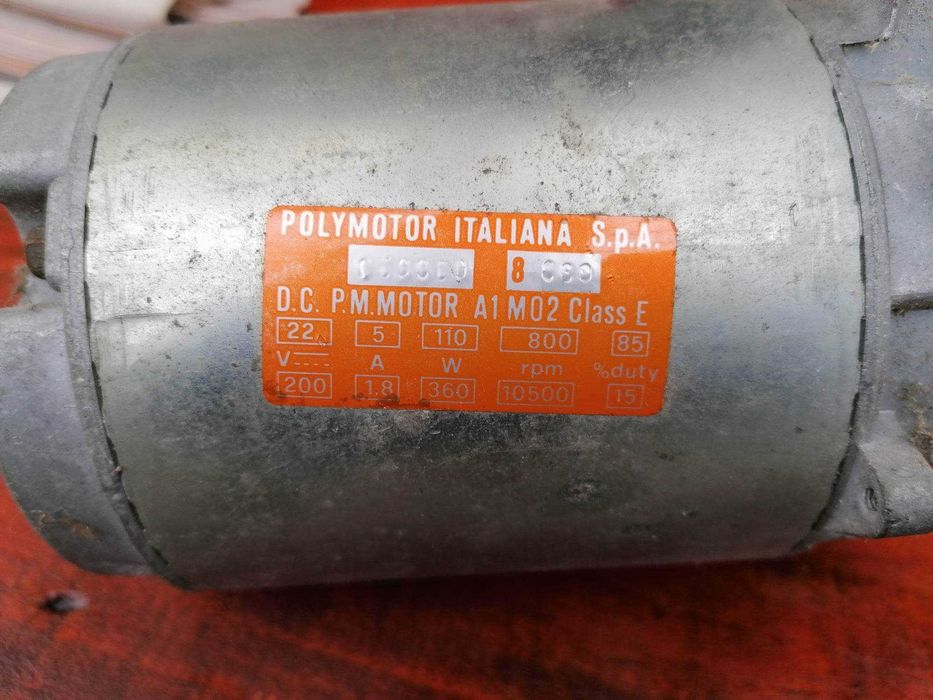 POLYMOTOR ITALIANA S.p.A.
8
D.C. P.M.MOTOR A1 M02 Class E
22 5 110 800 85
V A W rpm %duty
200 1.8 360 10500 15